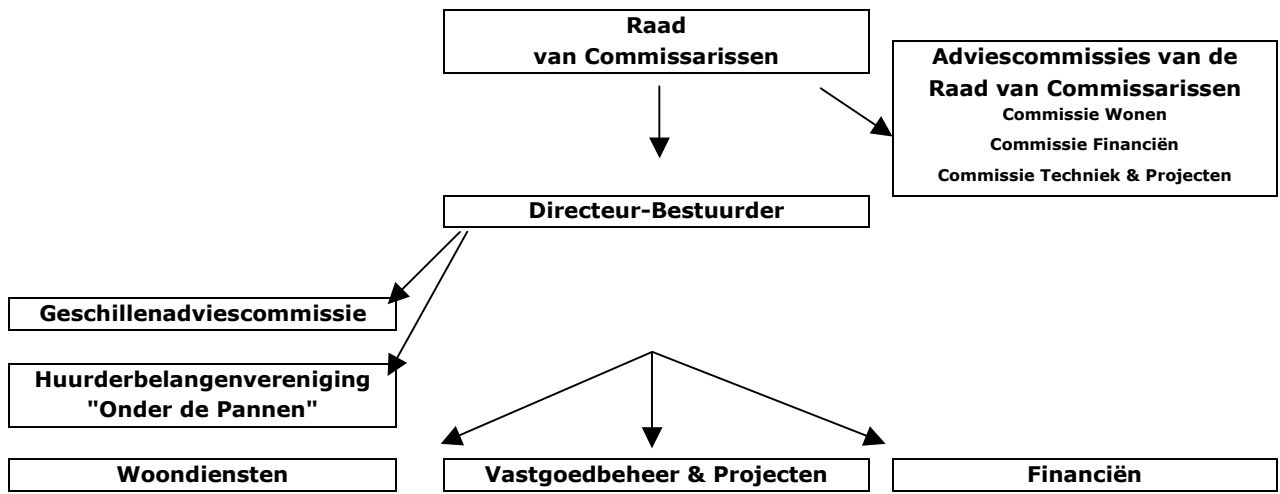 Raad
van Commissarissen
Adviescommissies van de
Raad van Commissarissen
Commissie Wonen
Commissie Financiën
Commissie Techniek & Projecten
Directeur-Bestuurder
Geschillenadviescommissie
Huurderbelangenvereniging
"Onder de Pannen"
Woondiensten
Vastgoedbeheer & Projecten
Financiën